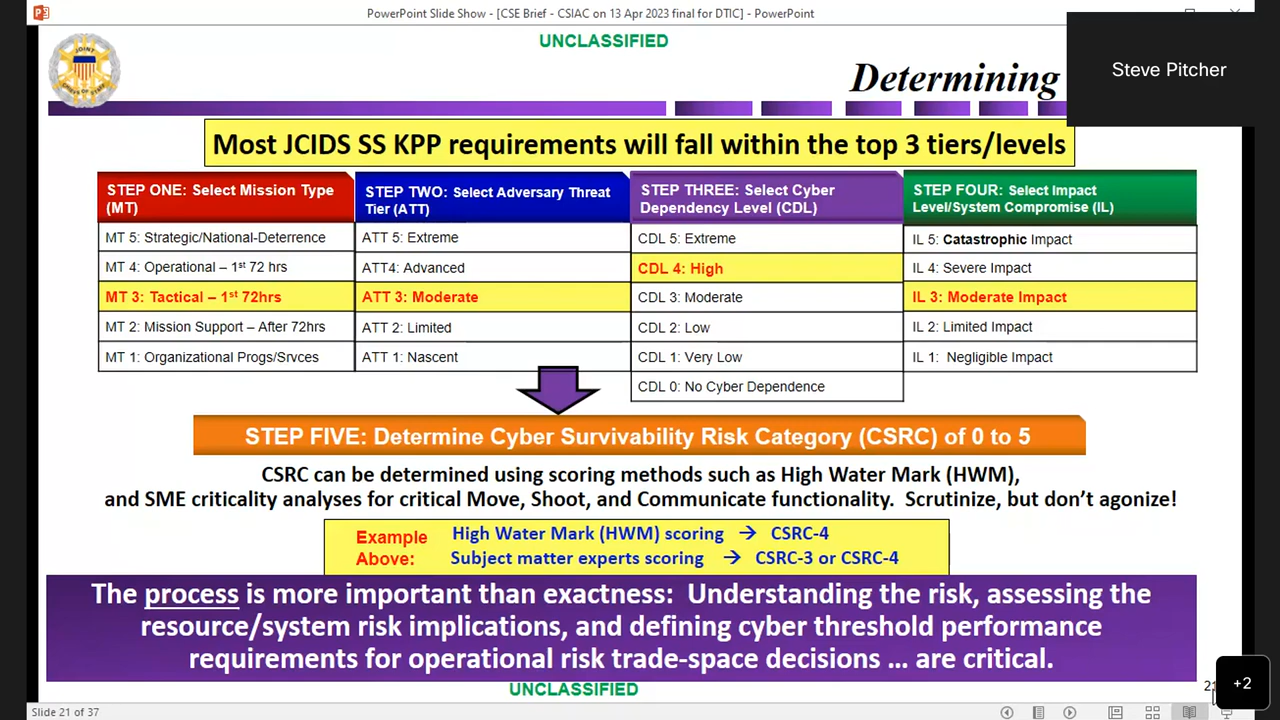 PowerPoint Slide Show - [CSE Brief - CSIAC on 13 Apr 2023 final for DTIC] - PowerPoint
UNCLASSIFIED
Steve Pitcher
JOINT
CHIEFS OF STAFF
Determining
Most JCIDS SS KPP requirements will fall within the top 3 tiers/levels
STEP ONE: Select Mission Type
(MT)
MT 5: Strategic/National-Deterrence
MT 4: Operational – 1st 72 hrs
MT 3: Tactical – 1st 72hrs
MT 2: Mission Support – After 72hrs
MT 1: Organizational Progs/Srvces
STEP TWO: Select Adversary Threat
Tier (ATT)
ATT 5: Extreme
ATT4: Advanced
ATT 3: Moderate
ATT 2: Limited
ATT 1: Nascent
STEP THREE: Select Cyber
Dependency Level (CDL)
CDL 5: Extreme
CDL 4: High
CDL 3: Moderate
CDL 2: Low
CDL 1: Very Low
CDL 0: No Cyber Dependence
STEP FOUR: Select Impact
Level/System Compromise (IL)
IL 5: Catastrophic Impact
IL 4: Severe Impact
IL 3: Moderate Impact
IL 2: Limited Impact
IL 1: Negligible Impact
STEP FIVE: Determine Cyber Survivability Risk Category (CSRC) of 0 to 5
CSRC can be determined using scoring methods such as High Water Mark (HWM),
and SME criticality analyses for critical Move, Shoot, and Communicate functionality. Scrutinize, but don’t agonize!
Example
Above:
High Water Mark (HWM) scoring → CSRC-4
Subject matter experts scoring → CSRC-3 or CSRC-4
The process is more important than exactness: Understanding the risk, assessing the
resource/system risk implications, and defining cyber threshold performance
requirements for operational risk trade-space decisions … are critical.
UNCLASSIFIED
+2
Slide 21 of 37